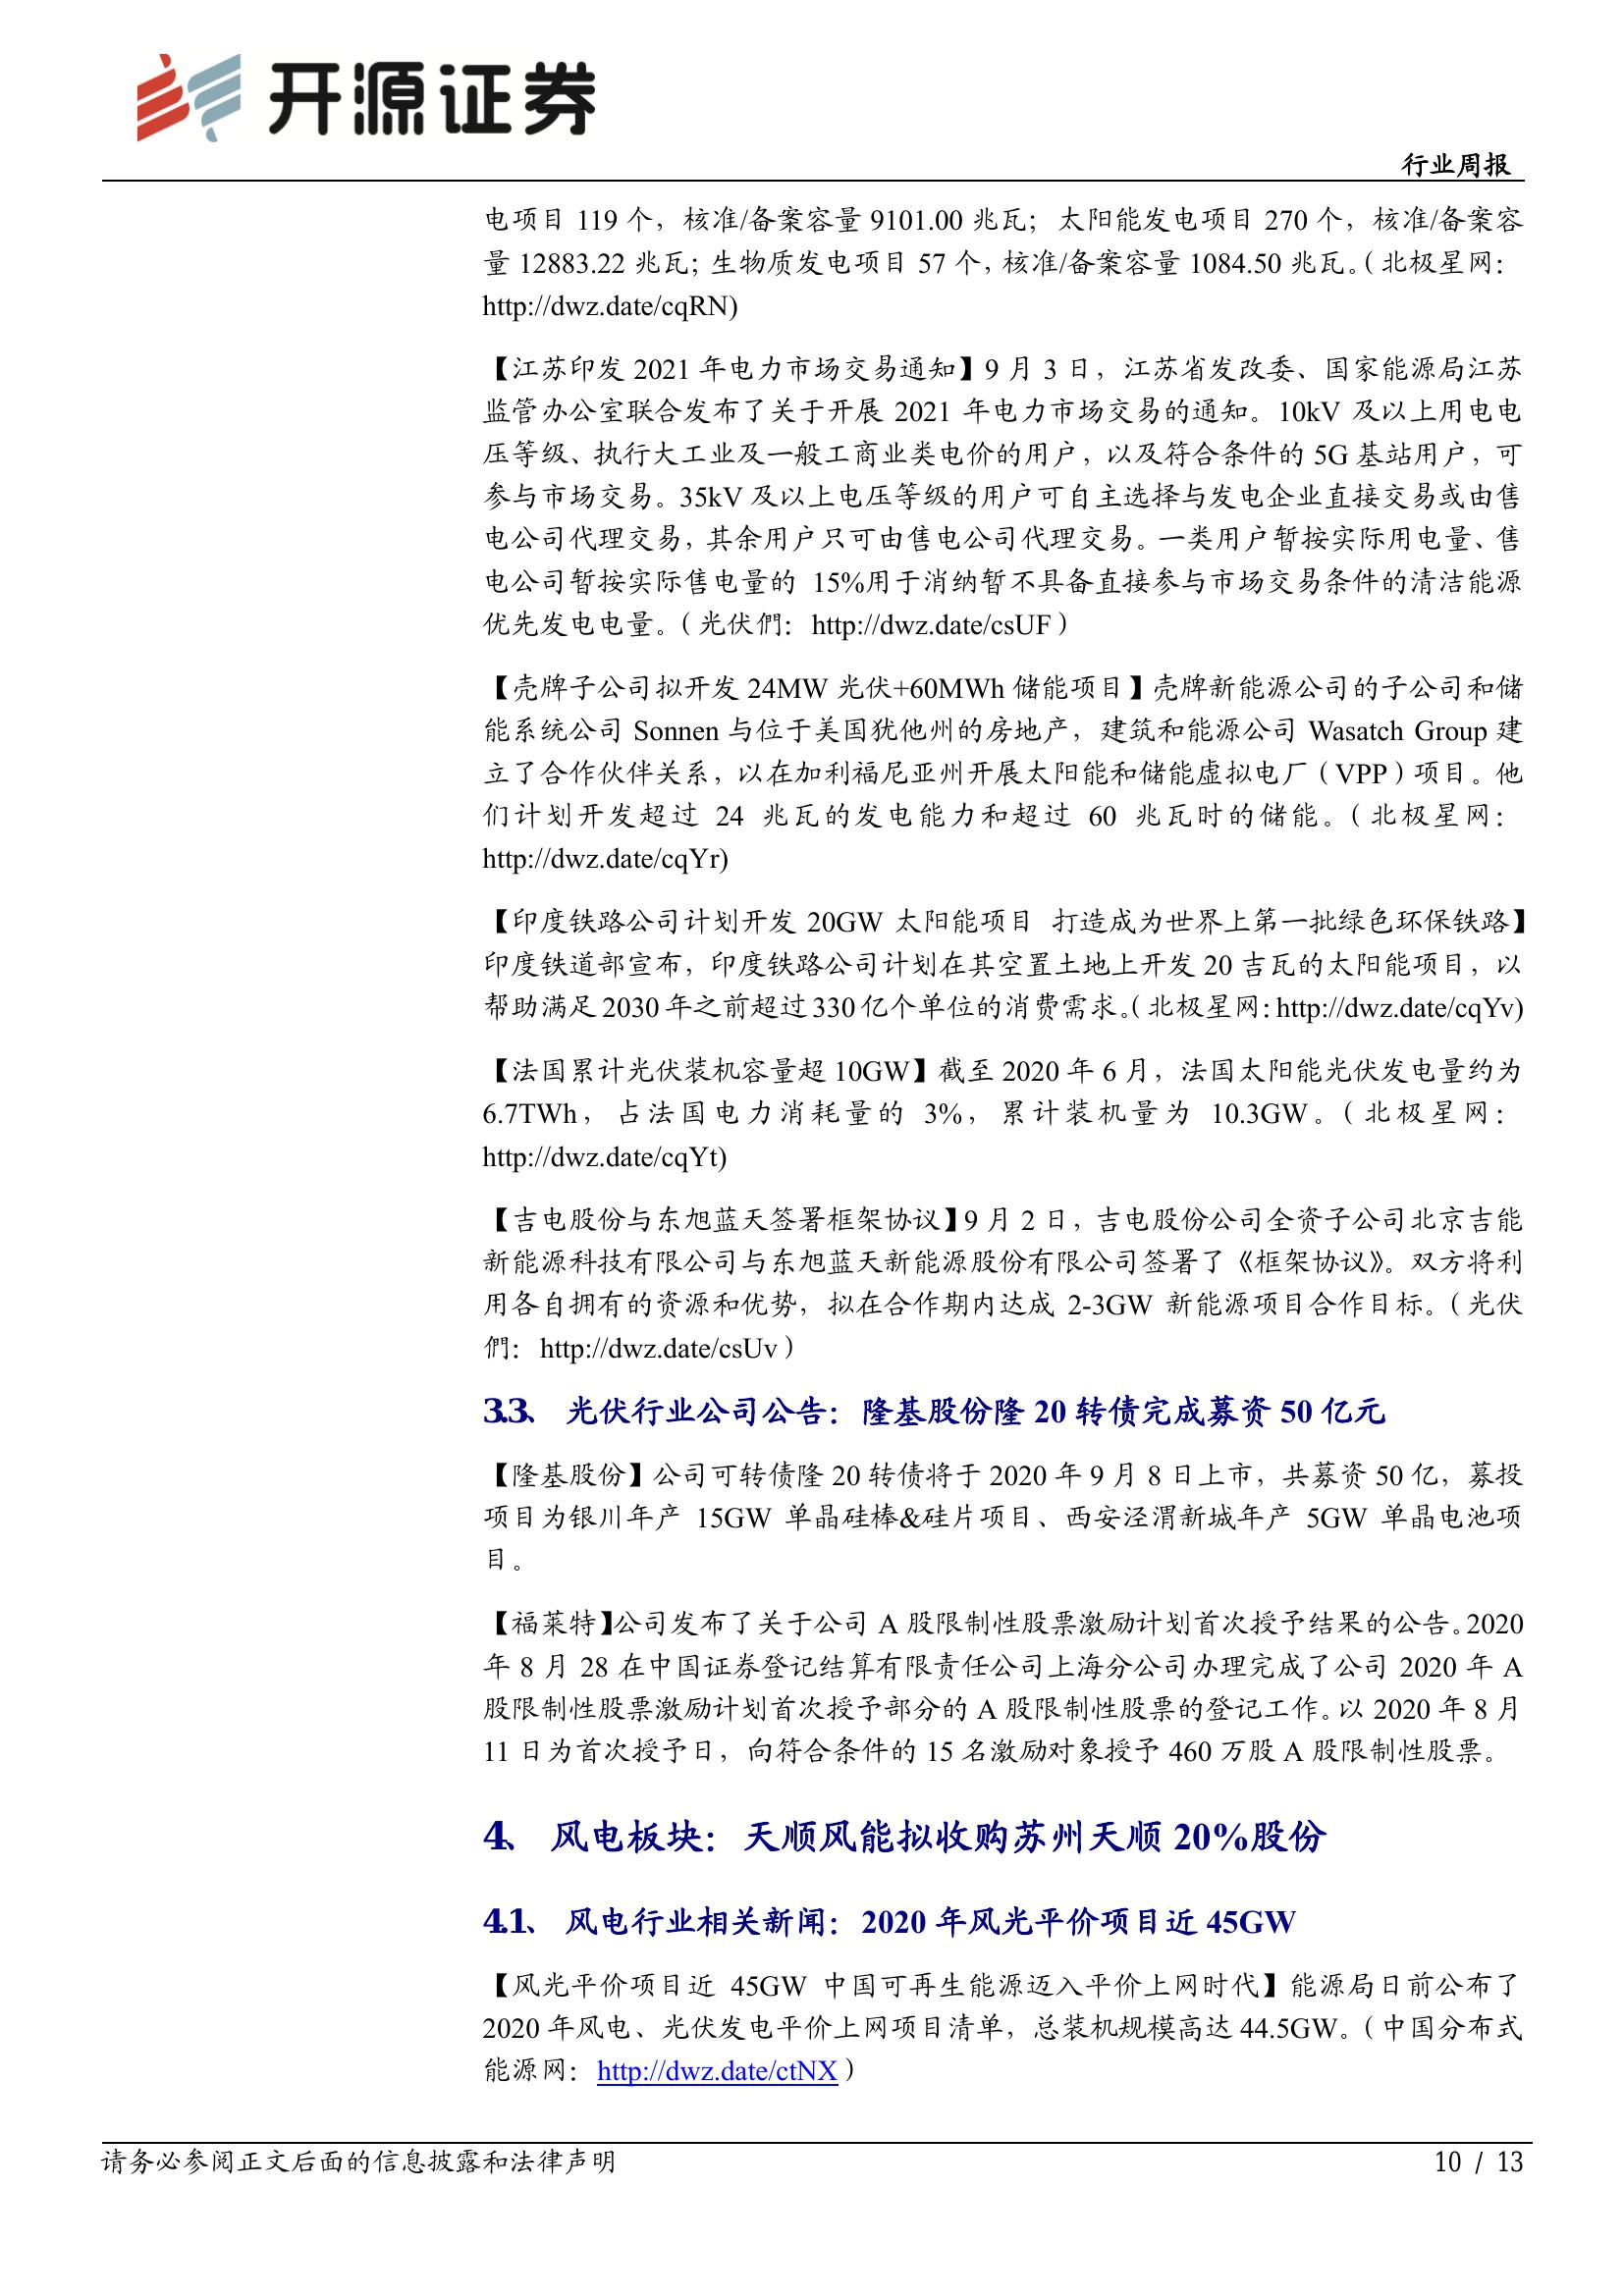 开源证券
行业周报
电项目 119 个，核准/备案容量 9101.00 兆瓦；太阳能发电项目 270 个，核准/备案容
量 12883.22 兆瓦；生物质发电项目 57 个，核准/备案容量 1084.50 兆瓦。（北极星网：
http://dwz.date/cqRN)
【江苏印发 2021 年电力市场交易通知】9 月 3 日，江苏省发改委、国家能源局江苏
监管办公室联合发布了关于开展 2021 年电力市场交易的通知。10kV 及以上用电电
压等级、执行大工业及一般工商业类电价的用户，以及符合条件的 5G 基站用户，可
参与市场交易。35kV 及以上电压等级的用户可自主选择与发电企业直接交易或由售
电公司代理交易，其余用户只可由售电公司代理交易。一类用户暂按实际用电量、售
电公司暂按实际售电量的 15%用于消纳暂不具备直接参与市场交易条件的清洁能源
优先发电电量。（光伏們：http://dwz.date/csUF）
【壳牌子公司拟开发 24MW 光伏+60MWh 储能项目】壳牌新能源公司的子公司和储
能系统公司 Sonnen 与位于美国犹他州的房地产，建筑和能源公司 Wasatch Group 建
立了合作伙伴关系，以在加利福尼亚州开展太阳能和储能虚拟电厂（VPP）项目。他
们计划开发超过 24 兆瓦的发电能力和超过 60 兆瓦时的储能。（北极星网：
http://dwz.date/cqYr)
【印度铁路公司计划开发 20GW 太阳能项目 打造成为世界上第一批绿色环保铁路】
印度铁道部宣布，印度铁路公司计划在其空置土地上开发 20 吉瓦的太阳能项目，以
帮助满足 2030 年之前超过 330 亿个单位的消费需求。（北极星网：http://dwz.date/cqYv)
【法国累计光伏装机容量超 10GW】截至 2020 年 6 月，法国太阳能光伏发电量约为
6.7TWh，占法国电力消耗量的 3%，累计装机量为 10.3GW。（北极星网：
http://dwz.date/cqYt)
【吉电股份与东旭蓝天签署框架协议】9 月 2 日，吉电股份公司全资子公司北京吉能
新能源科技有限公司与东旭蓝天新能源股份有限公司签署了《框架协议》。双方将利
用各自拥有的资源和优势，拟在合作期内达成 2-3GW 新能源项目合作目标。（光伏
們：http://dwz.date/csUv）
3.3、 光伏行业公司公告：隆基股份隆 20 转债完成募资 50 亿元
【隆基股份】公司可转债隆 20 转债将于 2020 年 9 月 8 日上市，共募资 50 亿，募投
项目为银川年产 15GW 单晶硅棒&硅片项目、西安泾渭新城年产 5GW 单晶电池项
目。
【福莱特】公司发布了关于公司 A 股限制性股票激励计划首次授予结果的公告。2020
年 8 月 28 在中国证券登记结算有限责任公司上海分公司办理完成了公司 2020 年 A
股限制性股票激励计划首次授予部分的 A 股限制性股票的登记工作。以 2020 年 8 月
11 日为首次授予日，向符合条件的 15 名激励对象授予 460 万股 A 股限制性股票。
4、 风电板块：天顺风能拟收购苏州天顺 20%股份
4.1、 风电行业相关新闻：2020 年风光平价项目近 45GW
【风光平价项目近 45GW 中国可再生能源迈入平价上网时代】能源局日前公布了
2020 年风电、光伏发电平价上网项目清单，总装机规模高达 44.5GW。（中国分布式
能源网：http://dwz.date/ctNX）
请务必参阅正文后面的信息披露和法律声明
10 / 13